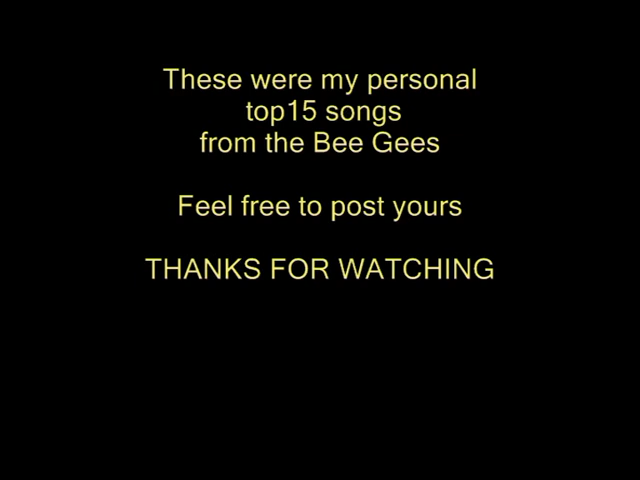 These were my personal
top15 songs
from the Bee Gees
Feel free to post yours
THANKS FOR WATCHING